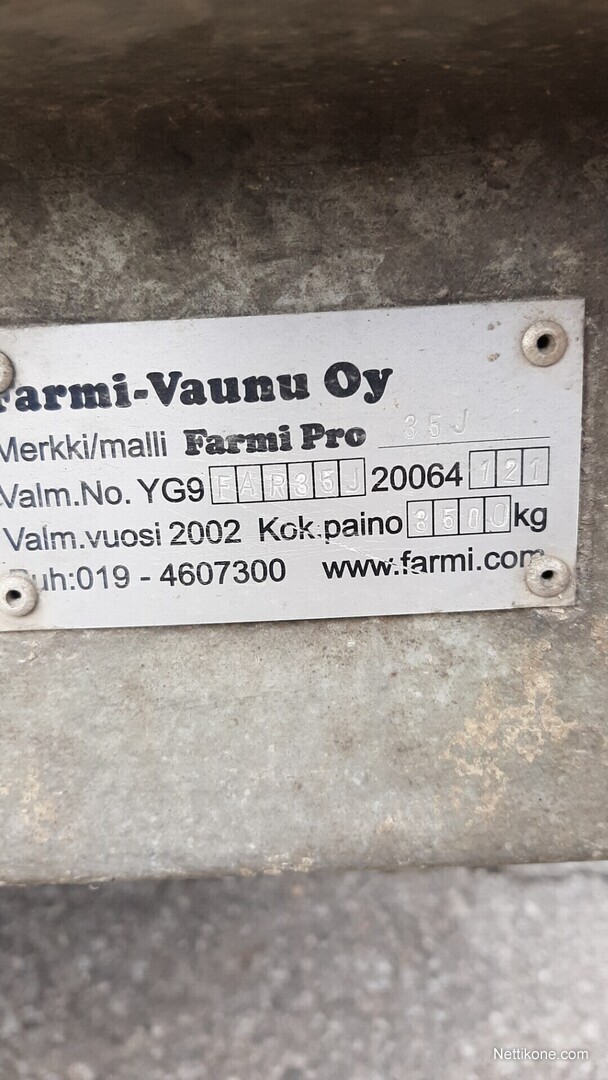 Farmi-Vaunu Oy
Merkki/malli Farmi Pro 35J
Valm.No. YG9 FAR35J 20064 121
Valm.vuosi 2002 Kok.paino 3500 kg
Puh:019 - 4607300 www.farmi.com
Nettikone.com